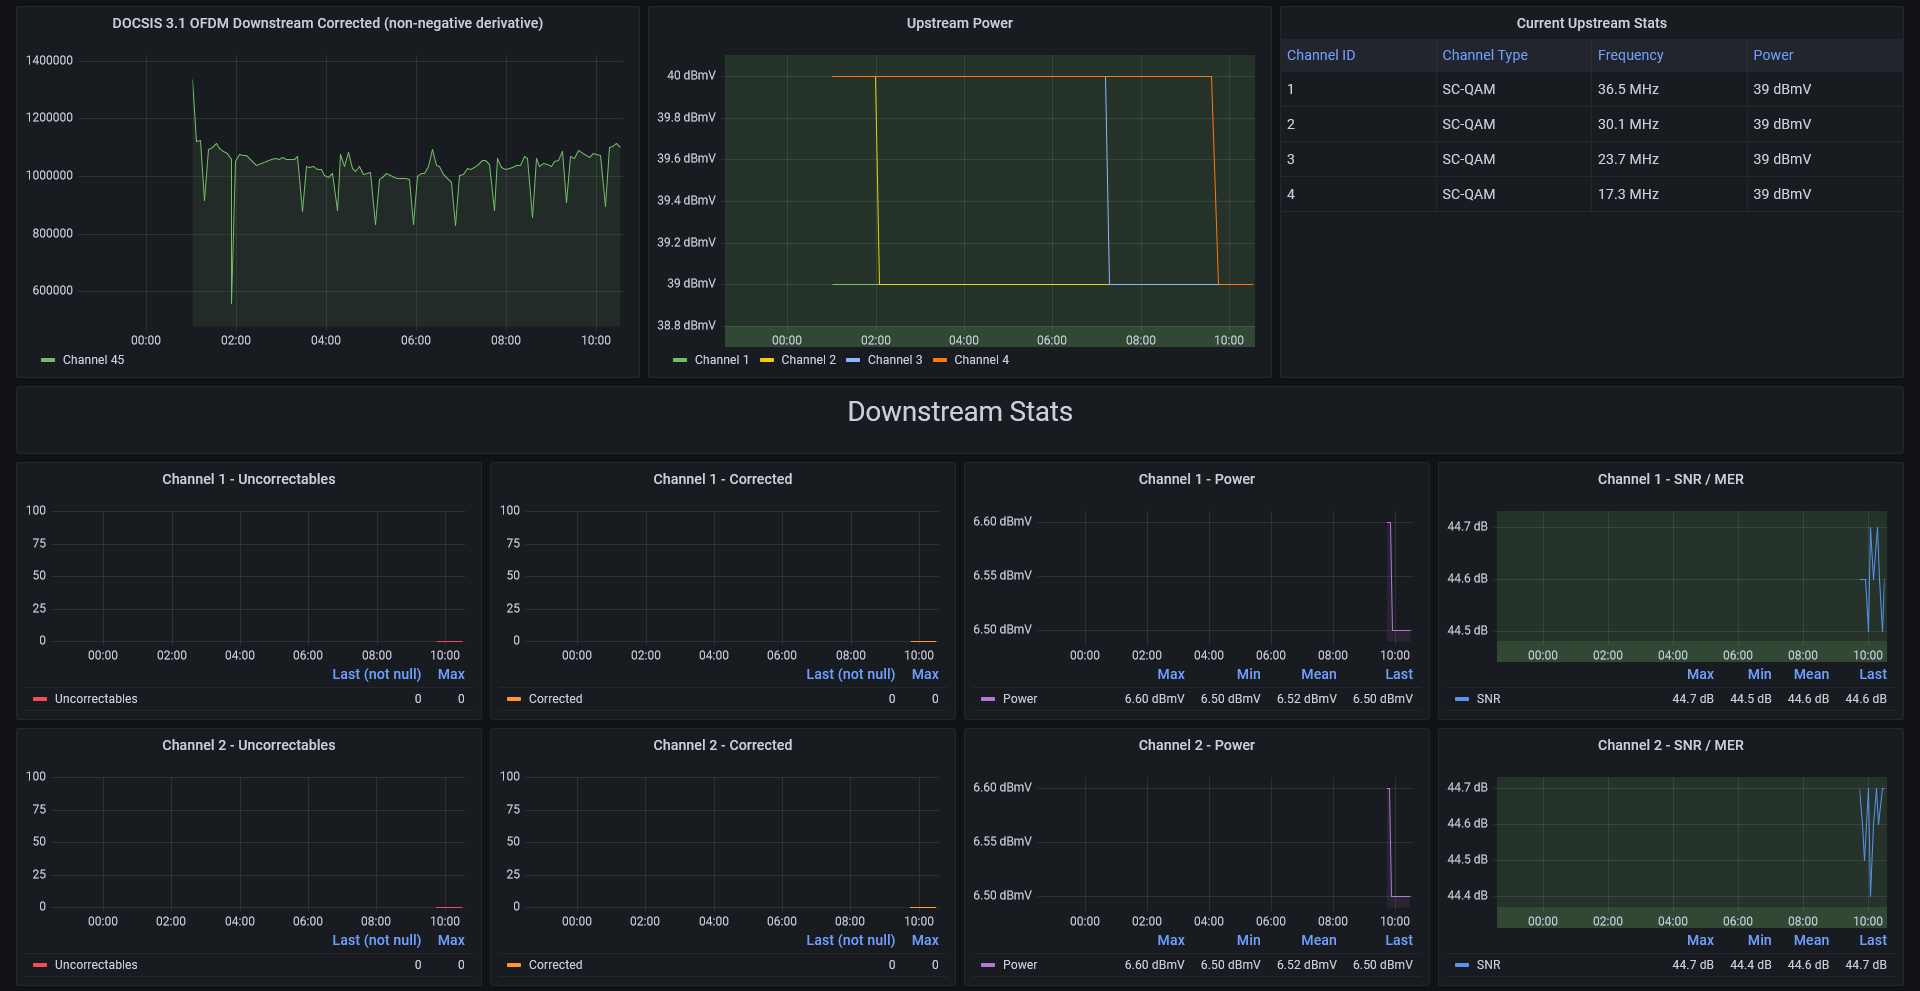 DOCSIS 3.1 OFDM Downstream Corrected (non-negative derivative)
1400000
1200000
1000000
800000
600000
00:00 02:00 04:00 06:00 08:00 10:00
Channel 45
Upstream Power
40 dBmV
39.8 dBmV
39.6 dBmV
39.4 dBmV
39.2 dBmV
39 dBmV
38.8 dBmV
00:00 02:00 04:00 06:00 08:00 10:00
Channel 1 Channel 2 Channel 3 Channel 4
Current Upstream Stats
Channel ID Channel Type Frequency Power
1 SC-QAM 36.5 MHz 39 dBmV
2 SC-QAM 30.1 MHz 39 dBmV
3 SC-QAM 23.7 MHz 39 dBmV
4 SC-QAM 17.3 MHz 39 dBmV
Downstream Stats
Channel 1 - Uncorrectables
100
75
50
25
0
00:00 02:00 04:00 06:00 08:00 10:00
Last (not null) Max
Uncorrectables 0 0
Channel 1 - Corrected
100
75
50
25
0
00:00 02:00 04:00 06:00 08:00 10:00
Last (not null) Max
Corrected 0 0
Channel 1 - Power
6.60 dBmV
6.55 dBmV
6.50 dBmV
00:00 02:00 04:00 06:00 08:00 10:00
Max Min Mean Last
Power 6.60 dBmV 6.50 dBmV 6.52 dBmV 6.50 dBmV
Channel 1 - SNR / MER
44.7 dB
44.6 dB
44.5 dB
00:00 02:00 04:00 06:00 08:00 10:00
Max Min Mean Last
SNR 44.7 dB 44.5 dB 44.6 dB 44.6 dB
Channel 2 - Uncorrectables
100
75
50
25
0
00:00 02:00 04:00 06:00 08:00 10:00
Last (not null) Max
Uncorrectables 0 0
Channel 2 - Corrected
100
75
50
25
0
00:00 02:00 04:00 06:00 08:00 10:00
Last (not null) Max
Corrected 0 0
Channel 2 - Power
6.60 dBmV
6.55 dBmV
6.50 dBmV
00:00 02:00 04:00 06:00 08:00 10:00
Max Min Mean Last
Power 6.60 dBmV 6.50 dBmV 6.52 dBmV 6.50 dBmV
Channel 2 - SNR / MER
44.7 dB
44.6 dB
44.5 dB
44.4 dB
00:00 02:00 04:00 06:00 08:00 10:00
Max Min Mean Last
SNR 44.7 dB 44.4 dB 44.6 dB 44.7 dB